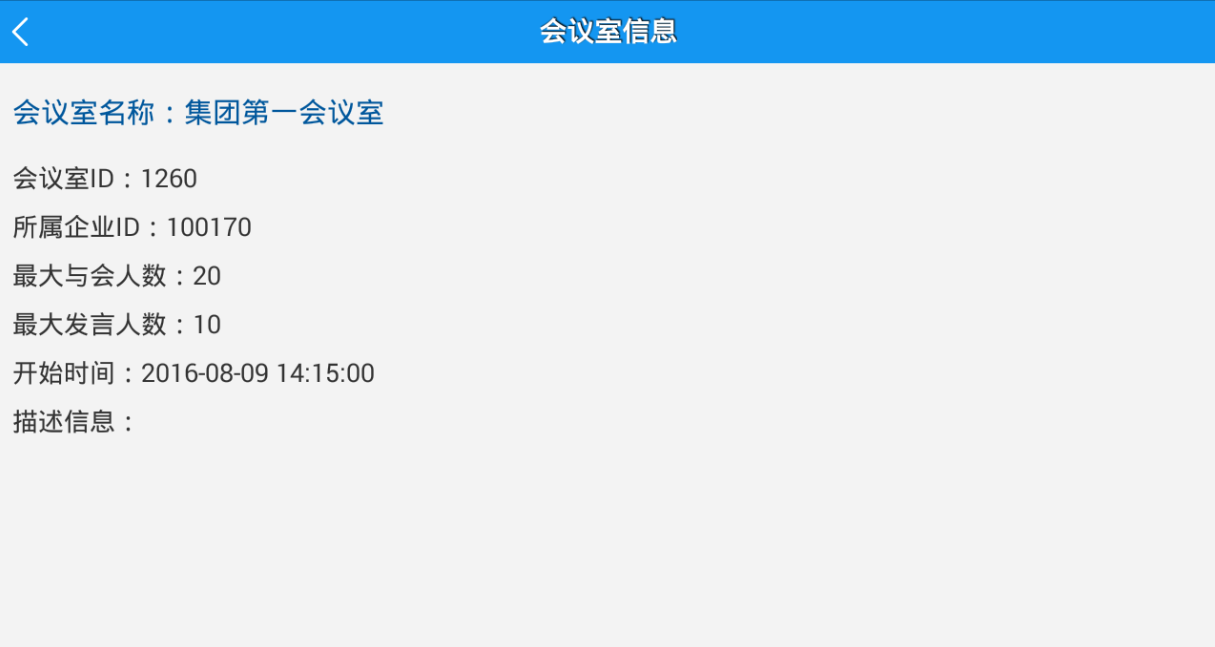 会议室信息
会议室名称：集团第一会议室
会议室ID：1260
所属企业ID：100170
最大与会人数：20
最大发言人数：10
开始时间：2016-08-09 14:15:00
描述信息：